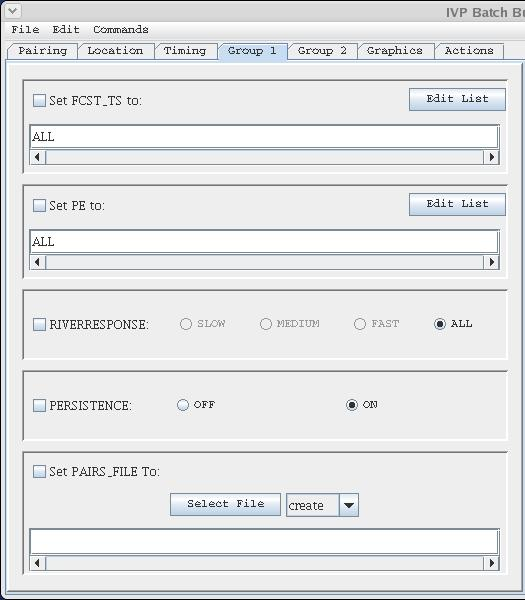 IVP Batch
File Edit Commands
Pairing Location Timing Group 1 Group 2 Graphics Actions
Set FCST_TS to:
Edit List
ALL
Set PE to:
Edit List
ALL
RIVERRESPONSE: SLOW MEDIUM FAST ALL
PERSISTENCE: OFF ON
Set PAIRS_FILE To:
Select File create